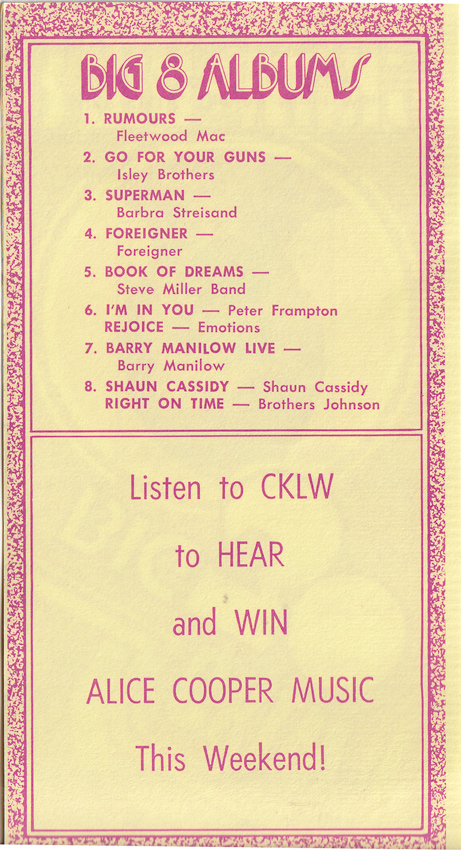 BIG 8 ALBUMS
1. RUMOURS —
Fleetwood Mac
2. GO FOR YOUR GUNS —
Isley Brothers
3. SUPERMAN —
Barbra Streisand
4. FOREIGNER —
Foreigner
5. BOOK OF DREAMS —
Steve Miller Band
6. I'M IN YOU — Peter Frampton
REJOICE — Emotions
7. BARRY MANILOW LIVE —
Barry Manilow
8. SHAUN CASSIDY — Shaun Cassidy
RIGHT ON TIME — Brothers Johnson
Listen to CKLW
to HEAR
and WIN
ALICE COOPER MUSIC
This Weekend!